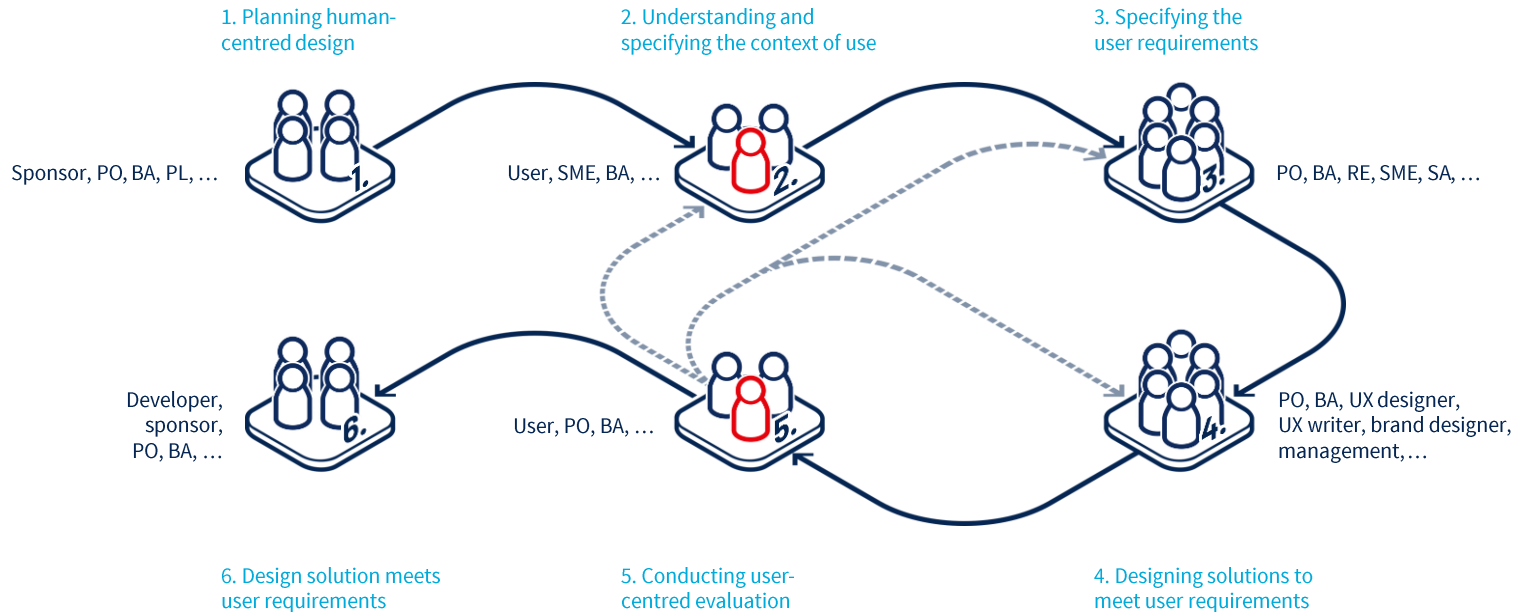 1. Planning human-
centred design
2. Understanding and
specifying the context of use
3. Specifying the
user requirements
Sponsor, PO, BA, PL, …
1.
User, SME, BA, …
2.
3.
PO, BA, RE, SME, SA, …
Developer,
sponsor,
PO, BA, …
6.
User, PO, BA, …
5.
4.
PO, BA, UX designer,
UX writer, brand designer,
management, …
6. Design solution meets
user requirements
5. Conducting user-
centred evaluation
4. Designing solutions to
meet user requirements